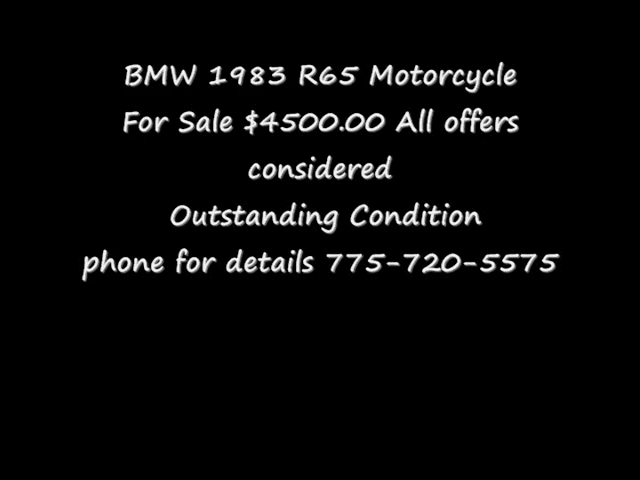 BMW 1983 R65 Motorcycle
For Sale $4500.00 All offers
considered
Outstanding Condition
phone for details 775-720-5575